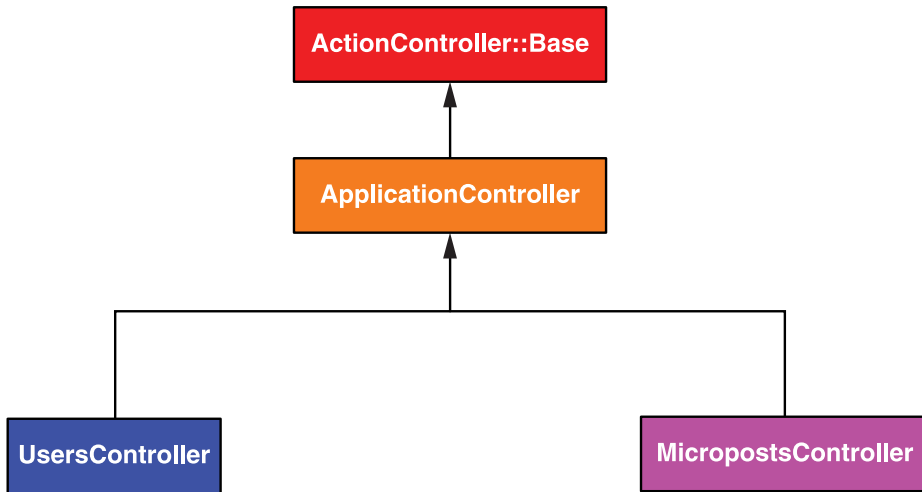 ActionController::Base
ApplicationController
UsersController
MicropostsController